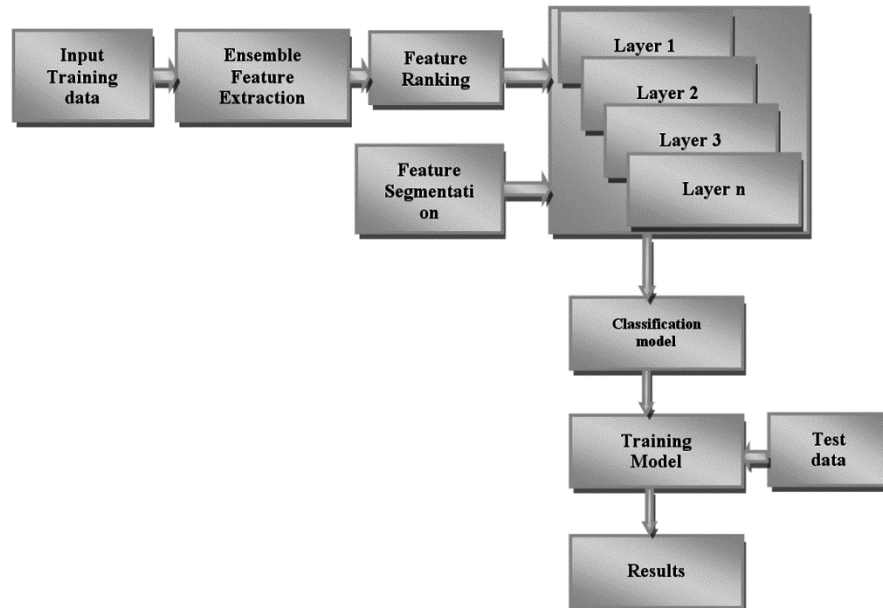 Input
Training
data
Ensemble
Feature
Extraction
Feature
Ranking
Layer 1
Layer 2
Layer 3
Layer n
Feature
Segmentati
on
Classification
model
Training
Model
Test
data
Results